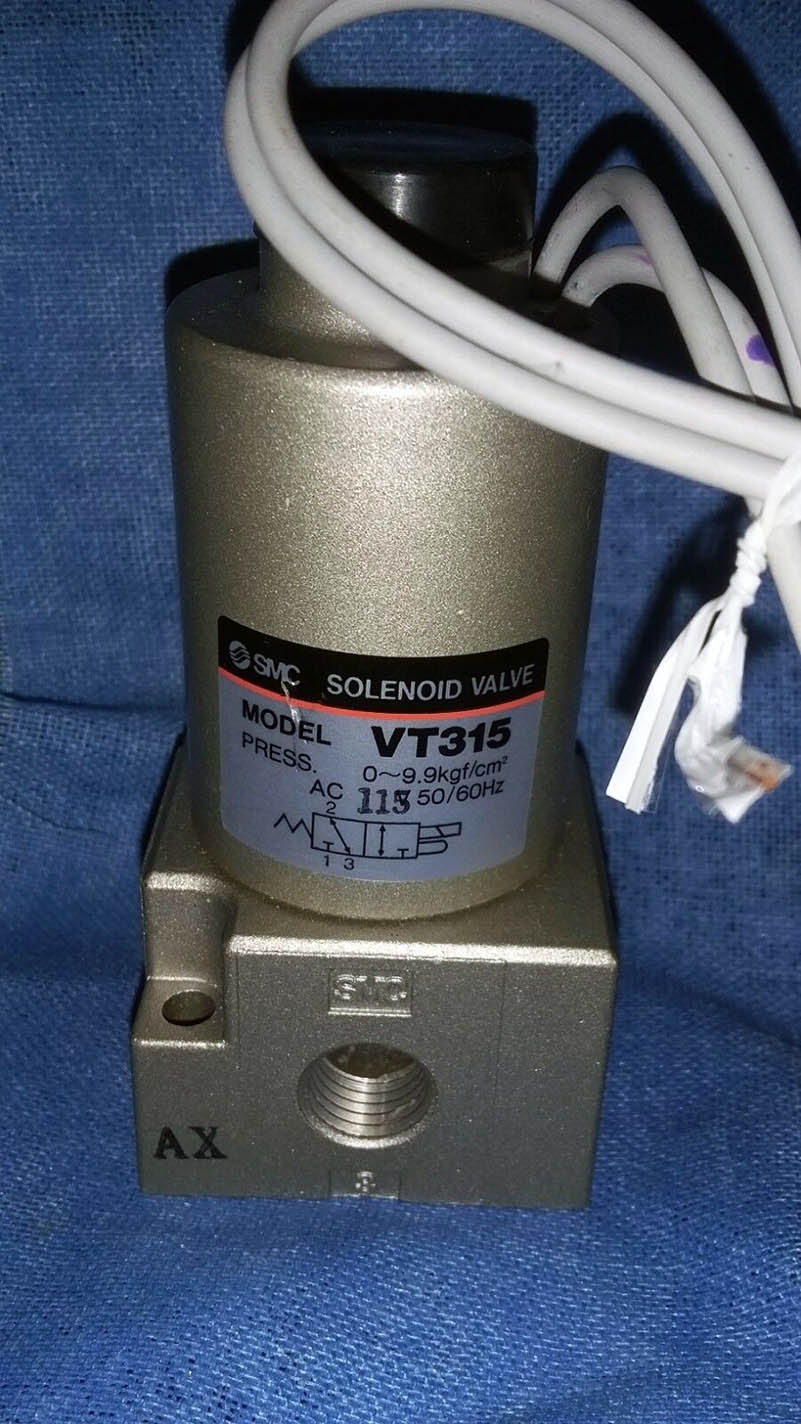 SMC SOLENOID VALVE
MODEL VT315
PRESS. 0~9.9kgf/cm²
AC 115 50/60Hz
2
1 3
SMC
AX
3